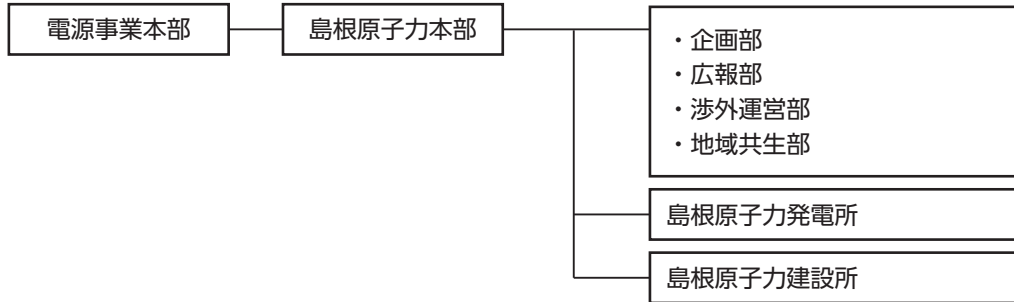 電源事業本部
島根原子力本部
・企画部
・広報部
・渉外運営部
・地域共生部
島根原子力発電所
島根原子力建設所